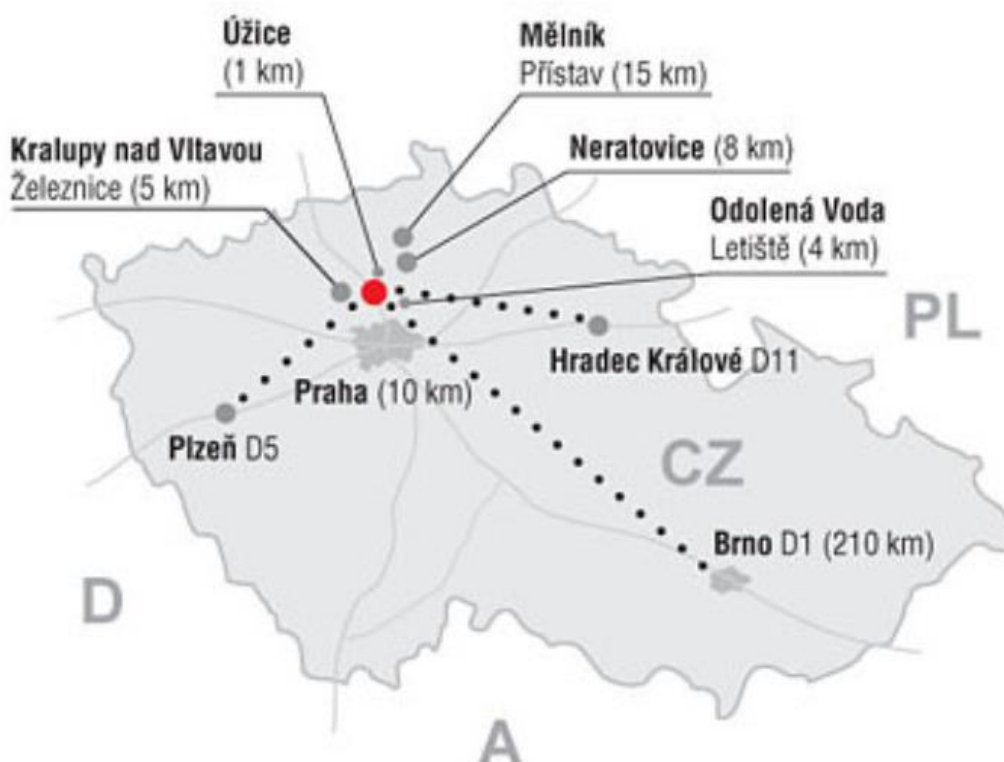 Úžice
(1 km)
Mělník
Přístav (15 km)
Kralupy nad Vltavou
Železnice (5 km)
Neratovice (8 km)
Odolená Voda
Letiště (4 km)
PL
Hradec Králové D11
Praha (10 km)
Plzeň D5
CZ
Brno D1 (210 km)
D
A